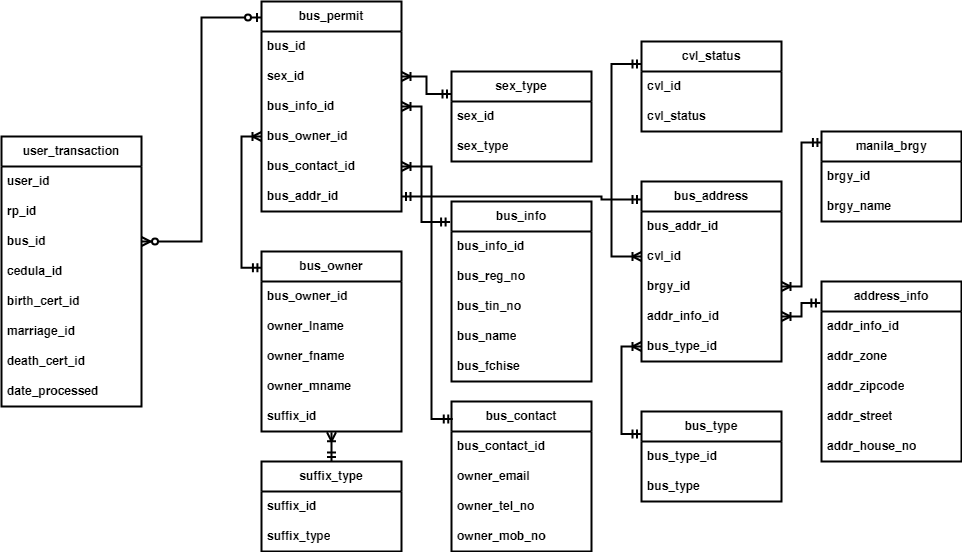 bus_permit
bus_id
sex_id
bus_info_id
bus_owner_id
bus_contact_id
bus_addr_id
cvl_status
cvl_id
cvl_status
sex_type
sex_id
sex_type
user_transaction
user_id
rp_id
bus_id
cedula_id
birth_cert_id
marriage_id
death_cert_id
date_processed
manila_brgy
brgy_id
brgy_name
bus_address
bus_addr_id
cvl_id
brgy_id
addr_info_id
bus_type_id
bus_info
bus_info_id
bus_reg_no
bus_tin_no
bus_name
bus_fchise
bus_owner
bus_owner_id
owner_lname
owner_fname
owner_mname
suffix_id
address_info
addr_info_id
addr_zone
addr_zipcode
addr_street
addr_house_no
bus_contact
bus_contact_id
owner_email
owner_tel_no
owner_mob_no
bus_type
bus_type_id
bus_type
suffix_type
suffix_id
suffix_type